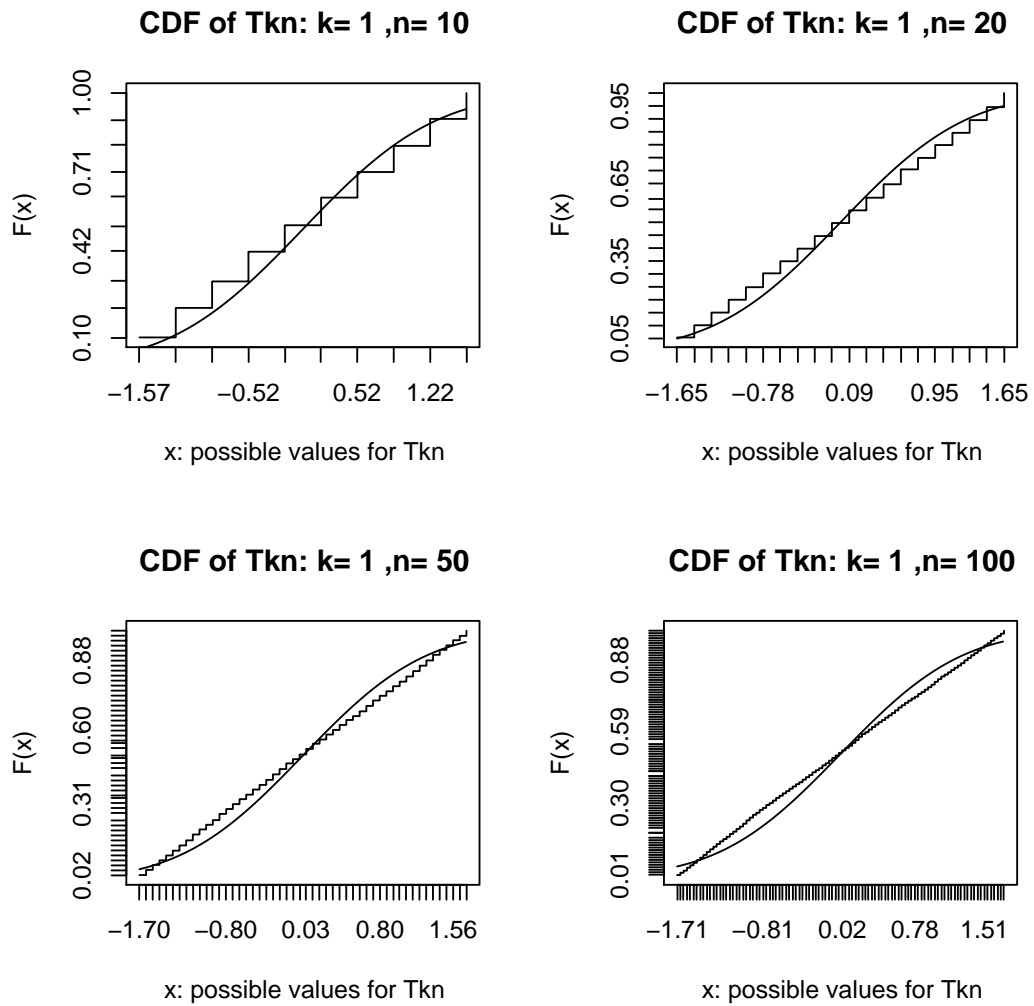 CDF of Tkn: k= 1 ,n= 10
F(x)
1.00
0.71
0.42
0.10
−1.57 −0.52 0.52 1.22
x: possible values for Tkn
CDF of Tkn: k= 1 ,n= 20
F(x)
0.95
0.65
0.35
0.05
−1.65 −0.78 0.09 0.95 1.65
x: possible values for Tkn
CDF of Tkn: k= 1 ,n= 50
F(x)
0.88
0.60
0.31
0.02
−1.70 −0.80 0.03 0.80 1.56
x: possible values for Tkn
CDF of Tkn: k= 1 ,n= 100
F(x)
0.88
0.59
0.30
0.01
−1.71 −0.81 0.02 0.78 1.51
x: possible values for Tkn